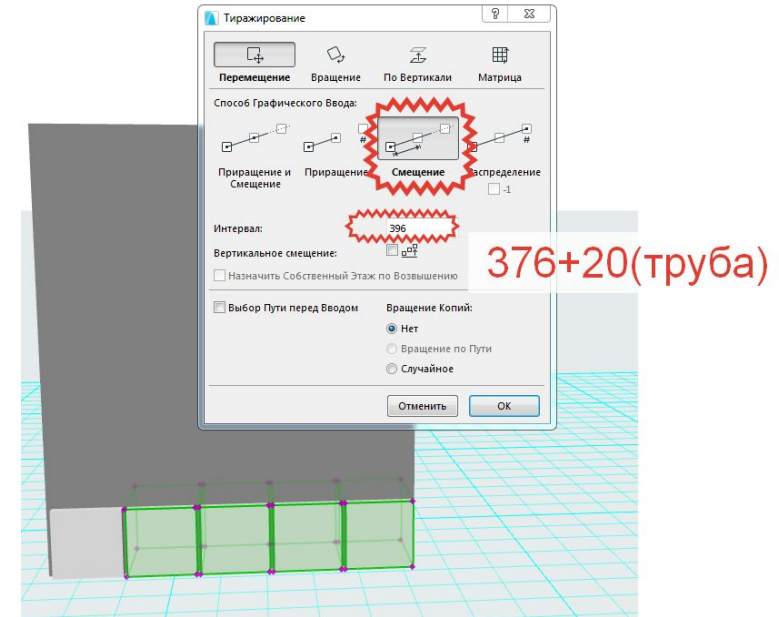 Тиражирование
Перемещение Вращение По Вертикали Матрица
Способ Графического Ввода:
# #
Приращение и Смещение
Приращение
Смещение
аспределение
-1
Интервал: 396
Вертикальное смещение:
376+20(труба)
Назначить Собственный Этаж по Возвышению
Выбор Пути перед Вводом
Вращение Копий:
Нет
Вращение по Пути
Случайное
Отменить OK